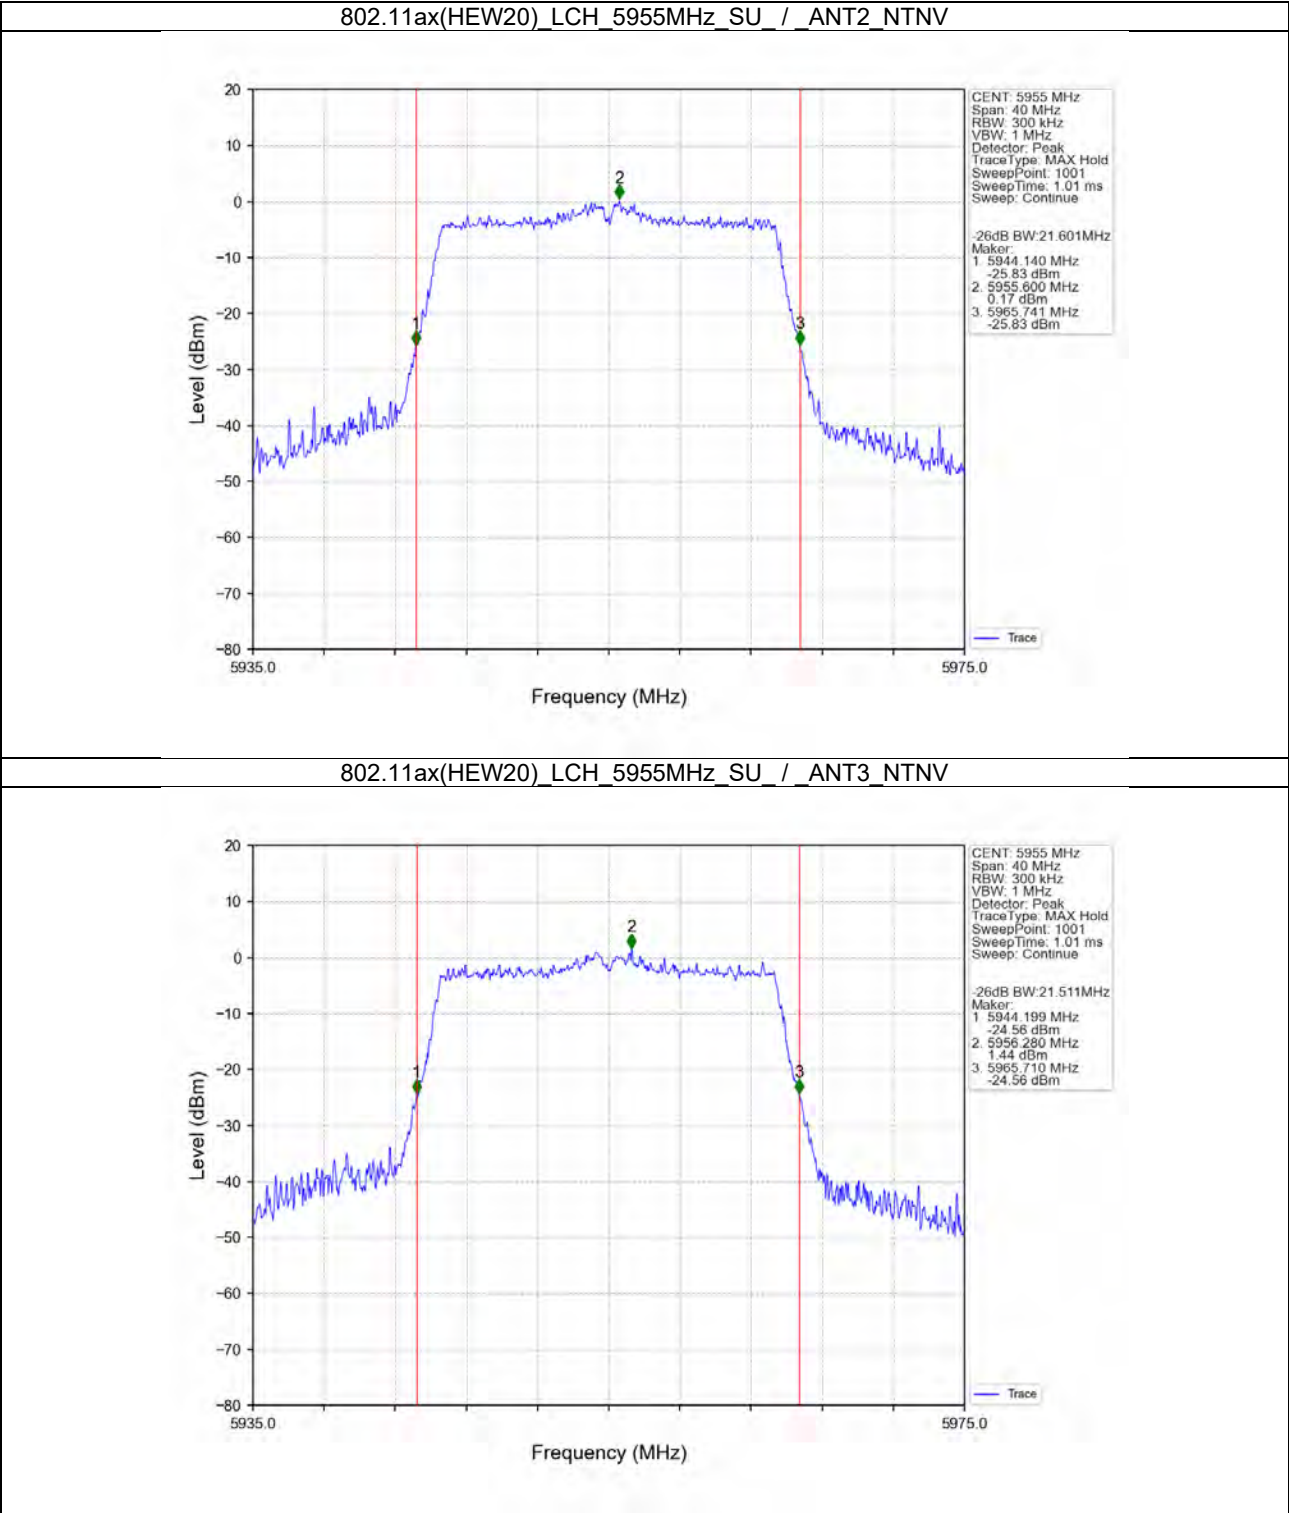 802.11ax(HEW20)_LCH_5955MHz_SU_ / _ANT2_NTNV
20
10
0
−10
−20
−30
−40
−50
−60
−70
−80
Level (dBm)
1
2
3
5935.0
5975.0
Frequency (MHz)
CENT: 5955 MHz
Span: 40 MHz
RBW: 300 kHz
VBW: 1 MHz
Detector: Peak
TraceType: MAX Hold
SweepPoint: 1001
SweepTime: 1.01 ms
Sweep: Continue
-26dB BW:21.601MHz
Maker:
1. 5944.140 MHz
-25.83 dBm
2. 5955.600 MHz
0.17 dBm
3. 5965.741 MHz
-25.83 dBm
Trace
802.11ax(HEW20)_LCH_5955MHz_SU_ / _ANT3_NTNV
20
10
0
−10
−20
−30
−40
−50
−60
−70
−80
Level (dBm)
1
2
3
5935.0
5975.0
Frequency (MHz)
CENT: 5955 MHz
Span: 40 MHz
RBW: 300 kHz
VBW: 1 MHz
Detector: Peak
TraceType: MAX Hold
SweepPoint: 1001
SweepTime: 1.01 ms
Sweep: Continue
-26dB BW:21.511MHz
Maker:
1 5944.199 MHz
-24.56 dBm
2. 5956.280 MHz
1.44 dBm
3. 5965.710 MHz
-24.56 dBm
Trace